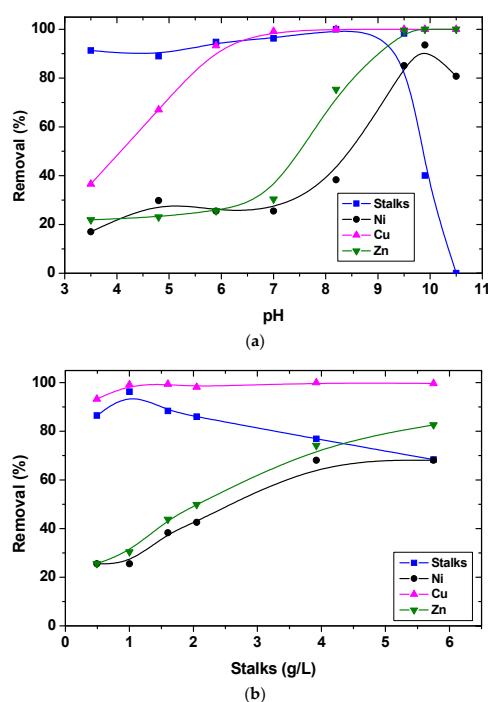 100
80
60
40
20
0
Removal (%)
Stalks
Ni
Cu
Zn
3 4 5 6 7 8 9 10 11
pH
(a)
100
80
60
40
20
0
Removal (%)
Stalks
Ni
Cu
Zn
0 1 2 3 4 5 6
Stalks (g/L)
(b)